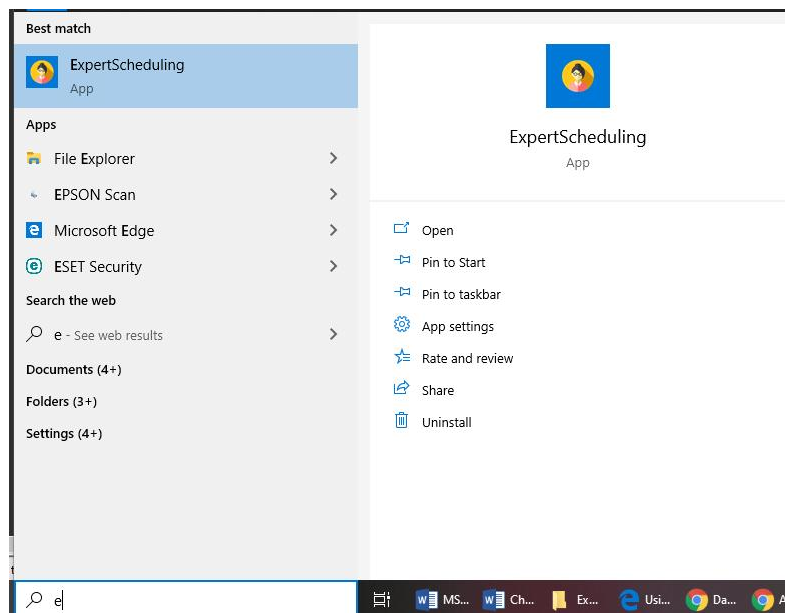 Best match
ExpertScheduling
App
Apps
File Explorer
EPSON Scan
Microsoft Edge
ESET Security
Search the web
e - See web results
Documents (4+)
Folders (3+)
Settings (4+)
ExpertScheduling
App
Open
Pin to Start
Pin to taskbar
App settings
Rate and review
Share
Uninstall
e
MS... Ch... Ex... Usi... Da... A